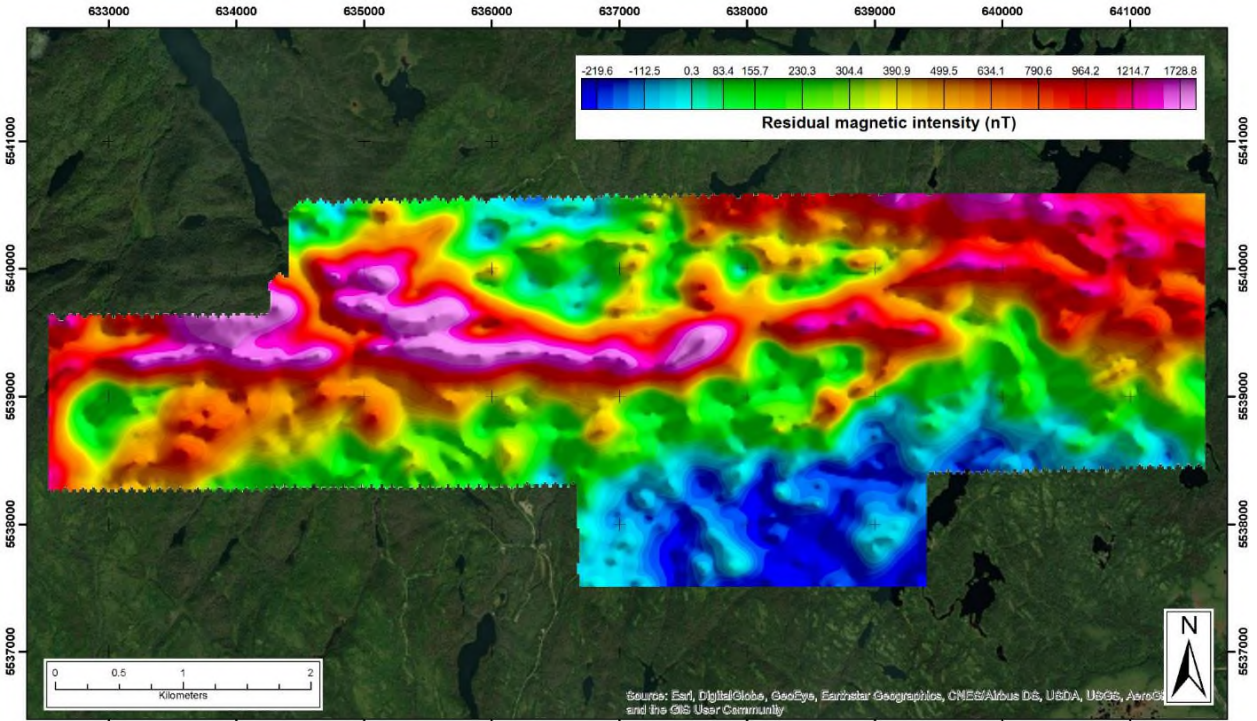 633000 634000 635000 636000 637000 638000 639000 640000 641000
-219.6 -112.5 0.3 83.4 155.7 230.3 304.4 390.9 499.5 634.1 790.6 964.2 1214.7 1728.8
Residual magnetic intensity (nT)
5541000 5541000
5540000 5540000
5539000 5539000
5538000 5538000
5537000 5537000
N
0 0.5 1 2
Kilometers
Source: Esri, DigitalGlobe, GeoEye, Earthstar Geographics, CNES/Airbus DS, USDA, USGS,
and the GIS User Community